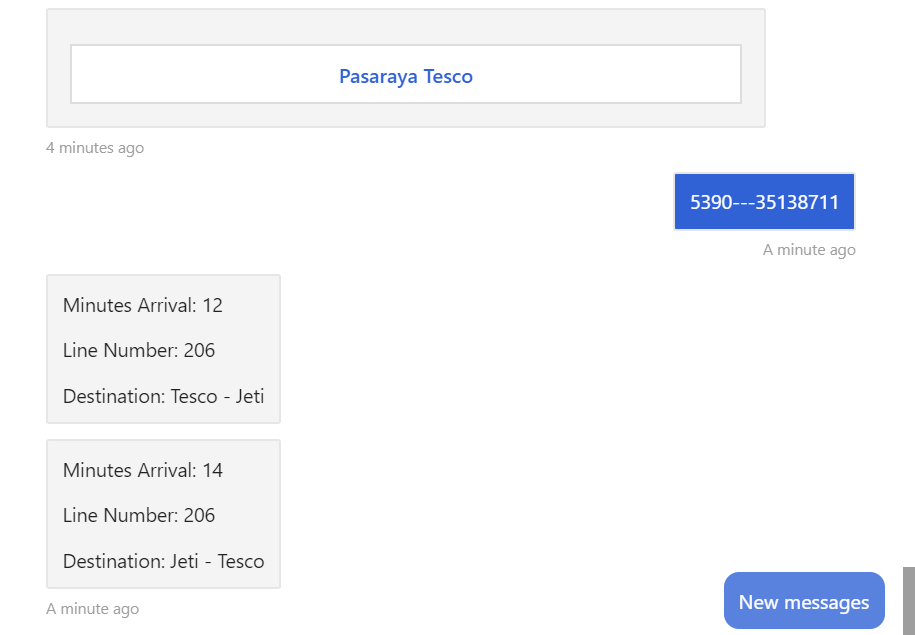 Pasaraya Tesco
4 minutes ago
5390---35138711
A minute ago
Minutes Arrival: 12
Line Number: 206
Destination: Tesco - Jeti
Minutes Arrival: 14
Line Number: 206
Destination: Jeti - Tesco
A minute ago
New messages